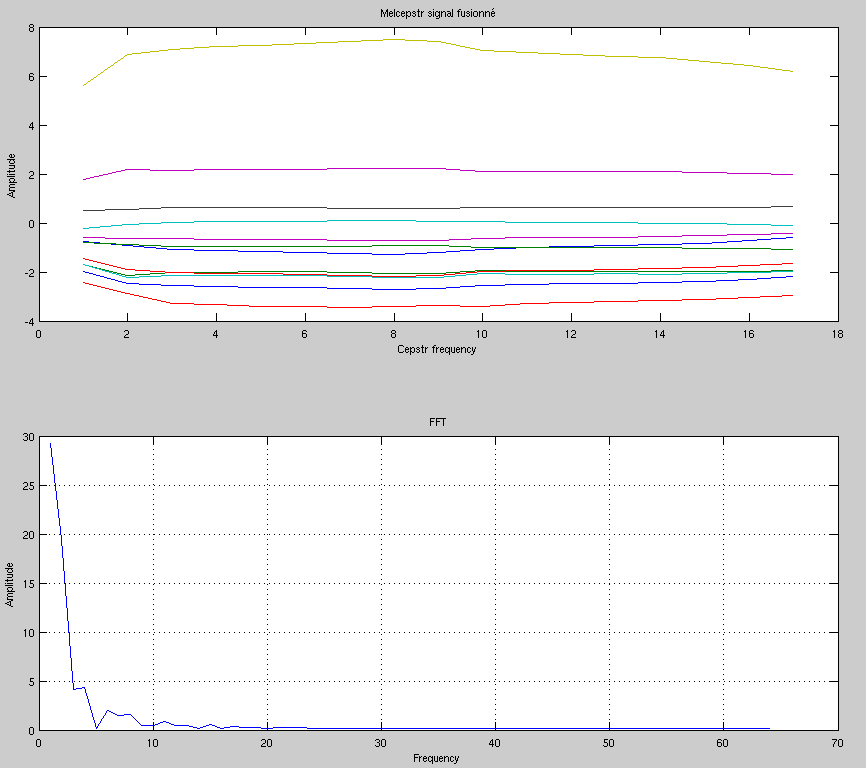 Melcepstr signal fusionné
8
6
4
2
0
-2
-4
Amplitude
0 2 4 6 8 10 12 14 16 18
Cepstr frequency
FFT
30
25
20
15
10
5
0
Amplitude
0 10 20 30 40 50 60 70
Frequency